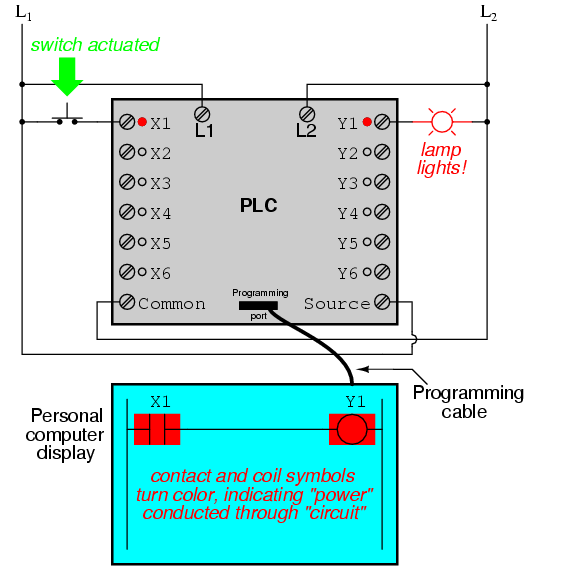 L1 L2
switch actuated
X1 L1 L2 Y1
lamp
lights!
X2 Y2
X3 Y3
X4 PLC Y4
X5 Y5
X6 Y6
Programming
Common Source
port
Programming
cable
X1 Y1
Personal
computer
display
contact and coil symbols
turn color, indicating "power"
conducted through "circuit"